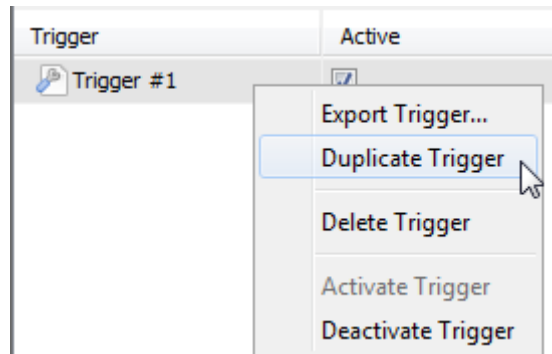 Trigger Active
Trigger #1
Export Trigger...
Duplicate Trigger
Delete Trigger
Activate Trigger
Deactivate Trigger